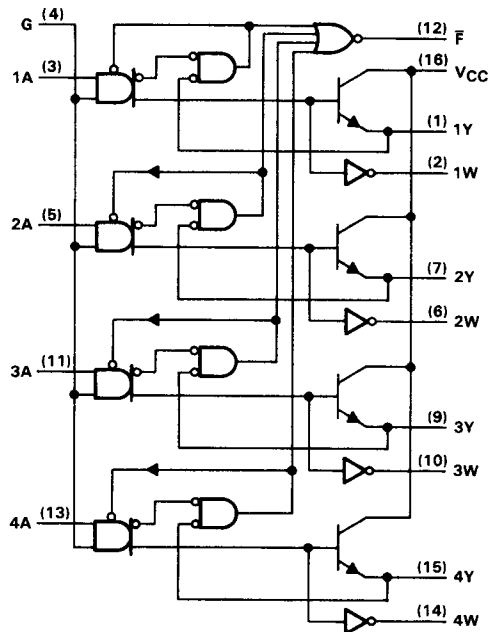 G (4)
(12) F̅
1A (3)
(16) VCC
(1) 1Y
(2) 1W
2A (5)
(7) 2Y
(6) 2W
3A (11)
(9) 3Y
(10) 3W
4A (13)
(15) 4Y
(14) 4W